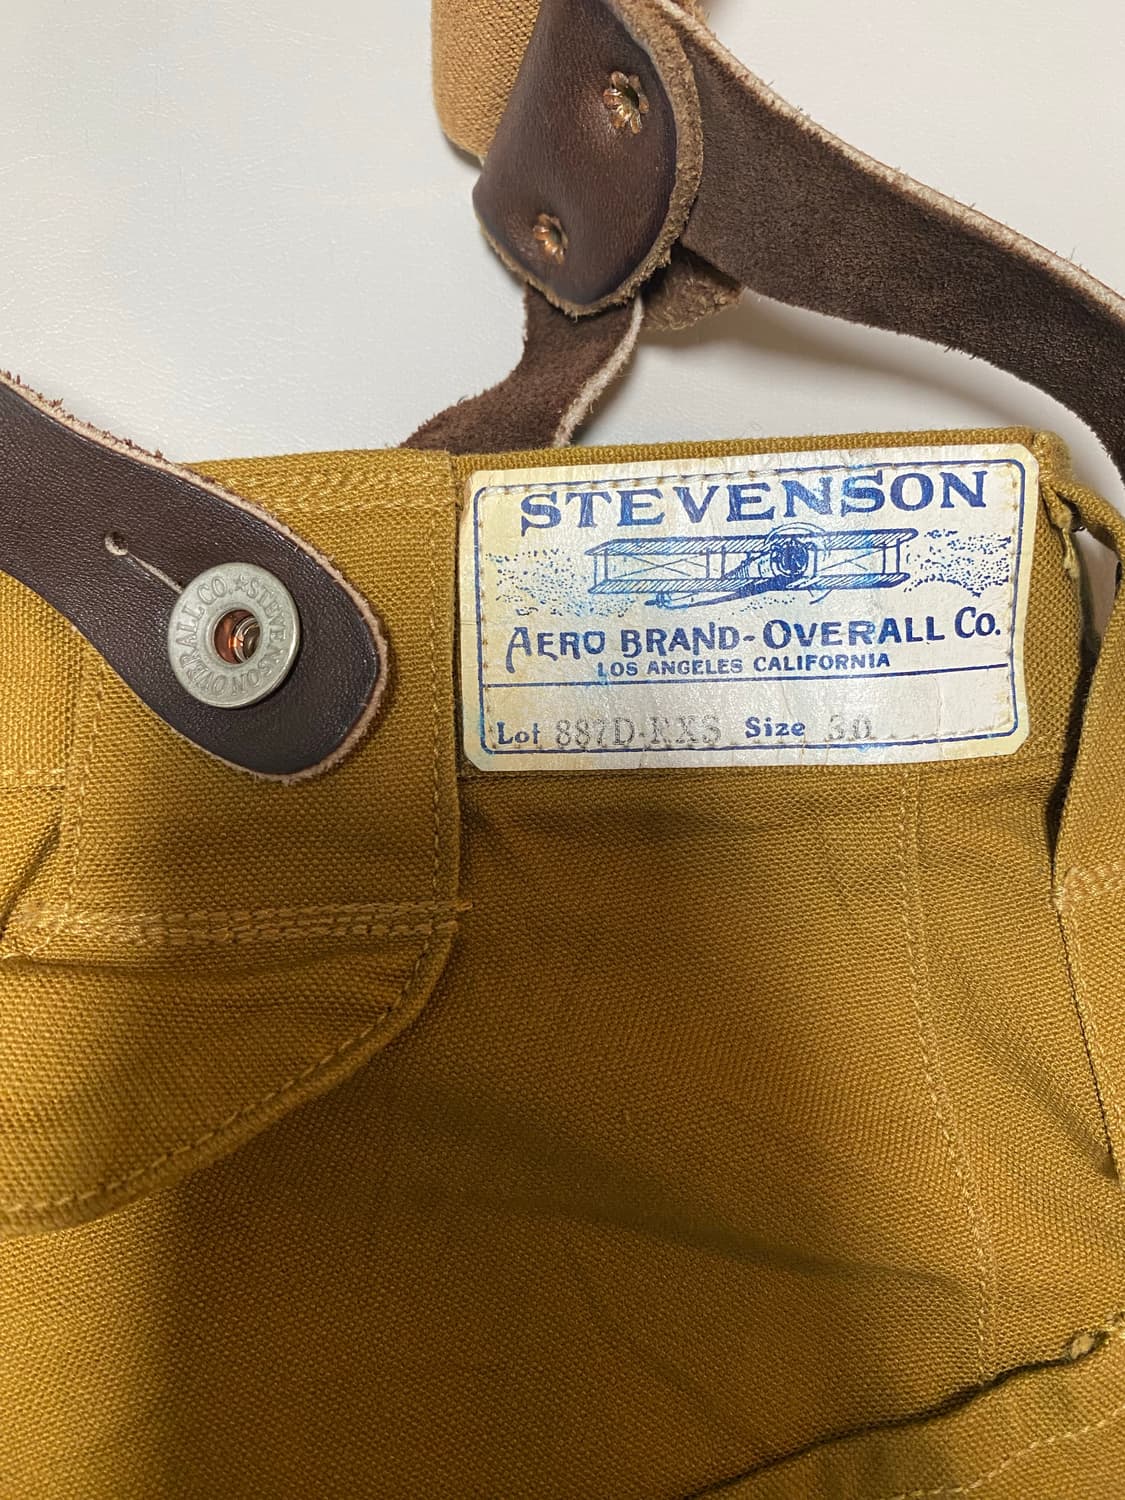 STEVENSON
AERO BRAND-OVERALL CO.
LOS ANGELES CALIFORNIA
Lot 887D-RXS Size 30
STEVENSON OVERALL CO. ★